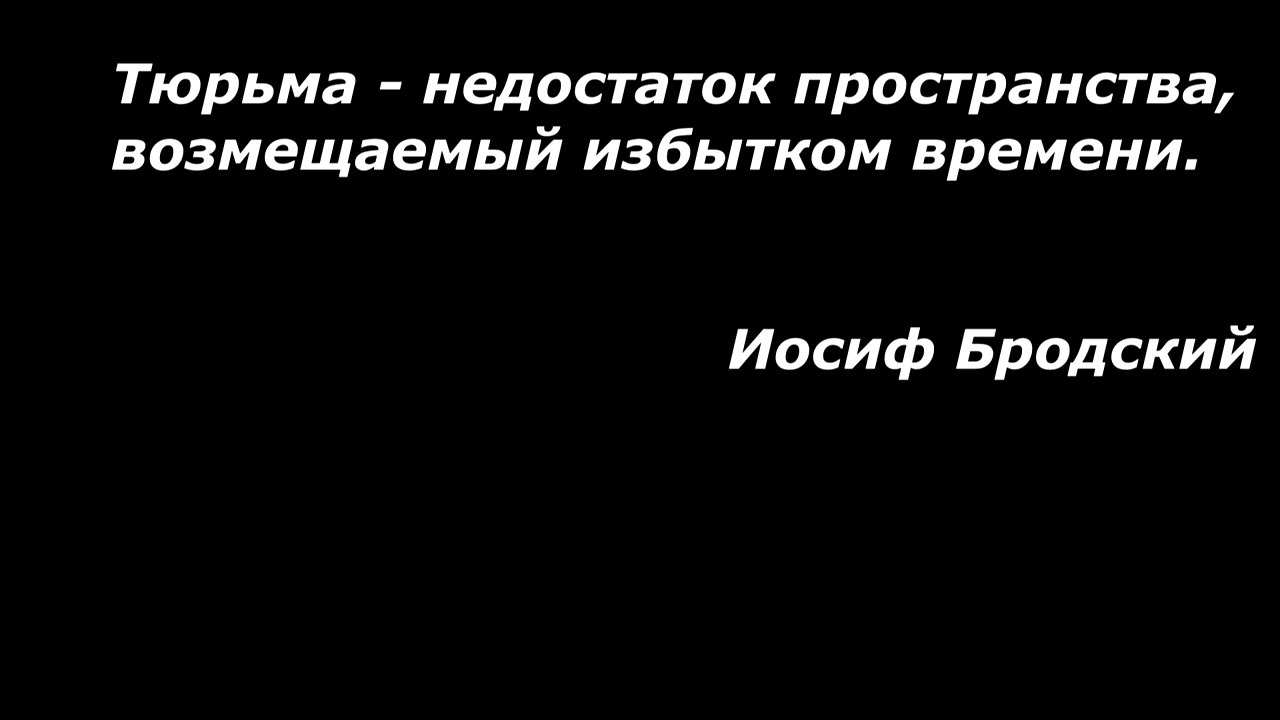 Тюрьма - недостаток пространства,
возмещаемый избытком времени.
Иосиф Бродский